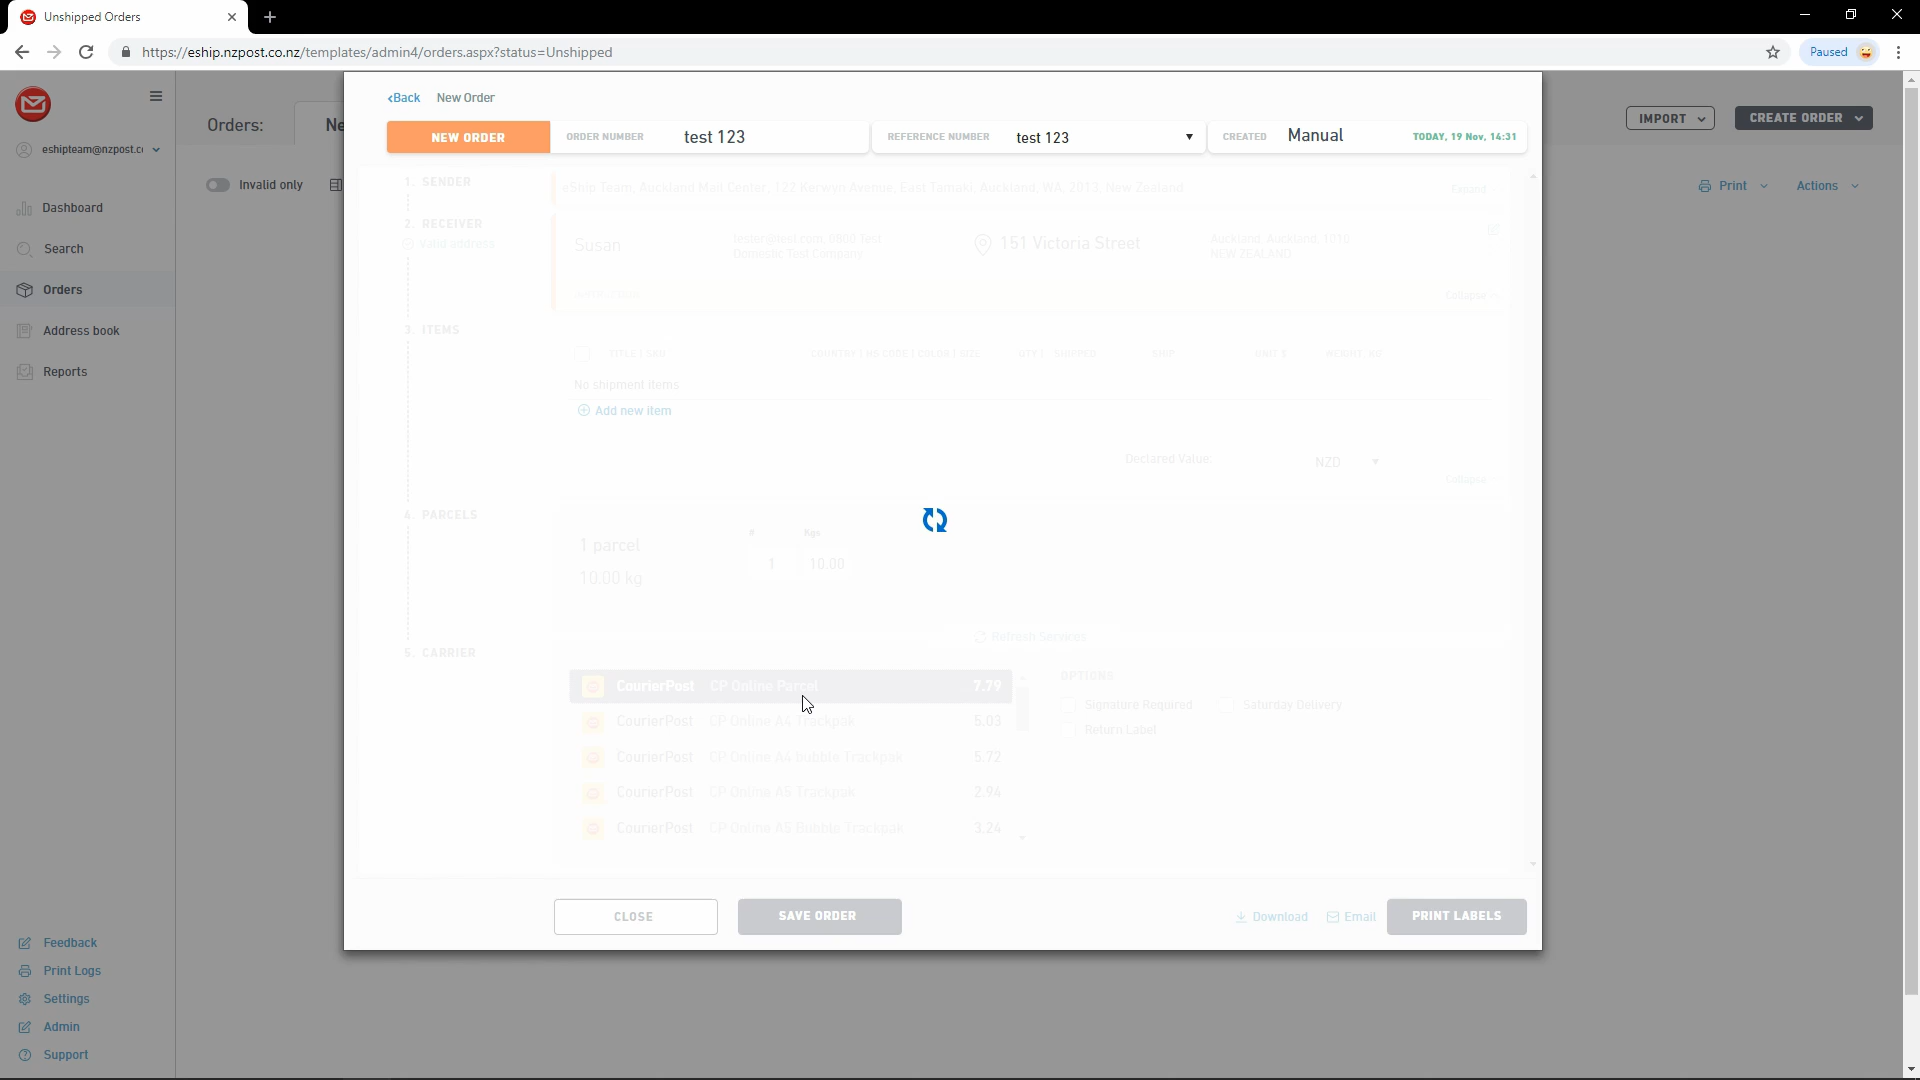 Unshipped Orders
https://eship.nzpost.co.nz/templates/admin4/orders.aspx?status=Unshipped
Paused
eshipteam@nzpost.cc
Dashboard
Search
Orders
Address book
Reports
Feedback
Print Logs
Settings
Admin
Support
Orders:
Ne
IMPORT
CREATE ORDER
Invalid only
Print
Actions
‹Back New Order
NEW ORDER
ORDER NUMBER test 123
REFERENCE NUMBER test 123
CREATED Manual TODAY, 19 Nov, 14:31
1. SENDER
eShip Team, Auckland Mail Center, 122 Kerwyn Avenue, East Tamaki, Auckland, WA, 2013, New Zealand
Expand
2. RECEIVER
Valid address
Susan
Domestic Test Company
151 Victoria Street
Auckland, Auckland, 1010
NEW ZEALAND
Collapse
3. ITEMS
TITLE | SKU
COUNTRY | HS CODE | COLOR | SIZE
QTY | SHIPPED
SHIP
UNIT $
WEIGHT, KG
No shipment items
Add new item
Declared Value:
NZD
Collapse
4. PARCELS
1 parcel
10.00 kg
#
Kgs
1
10.00
Refresh Services
5. CARRIER
CourierPost CP Online Parcel 7.79
CourierPost CP Online A4 Trackpak 5.03
CourierPost CP Online A4 Bubble Trackpak 5.72
CourierPost CP Online A5 Trackpak 2.94
CourierPost CP Online A5 Bubble Trackpak 3.24
OPTIONS
Signature Required
Saturday Delivery
Return Label
CLOSE
SAVE ORDER
Download
Email
PRINT LABELS